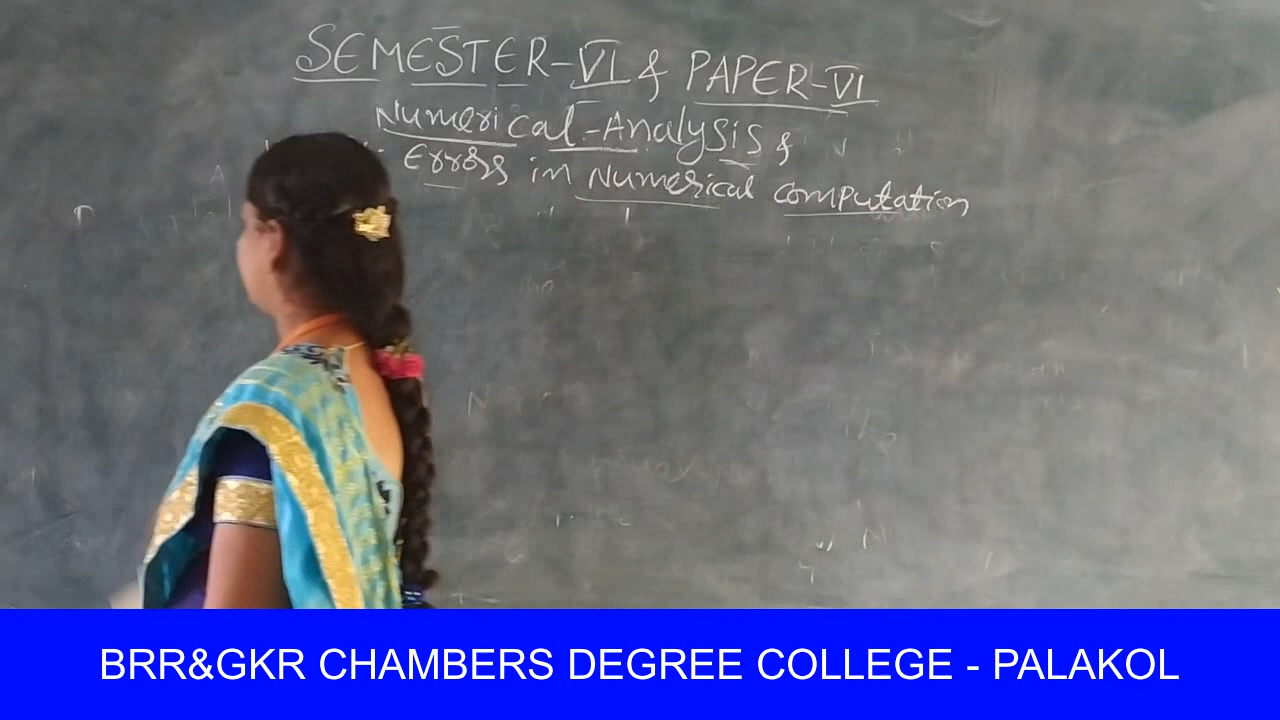 SEMESTER-VI & PAPER-VI
Numerical-Analysis &
Errors in Numerical computation
BRR&GKR CHAMBERS DEGREE COLLEGE - PALAKOL